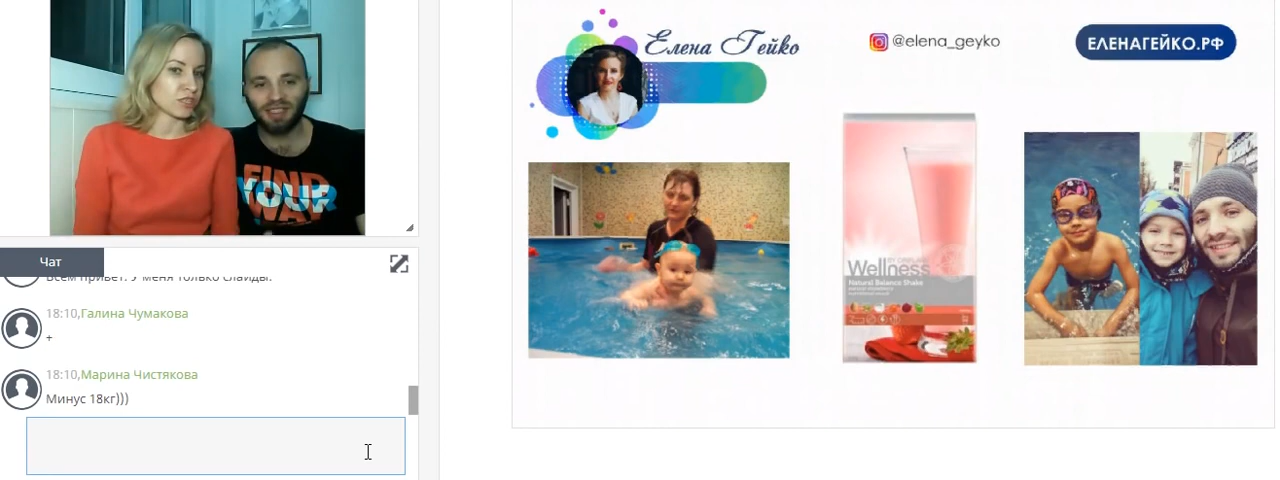 FIND
YOUR
WAY
Чат
Всем привет. У меня только слайды.
18:10,Галина Чумакова
+
18:10,Марина Чистякова
Минус 18кг)))
Елена Гейко
@elena_geyko
ЕЛЕНАГЕЙКО.РФ
Wellness
Natural Balance Shake